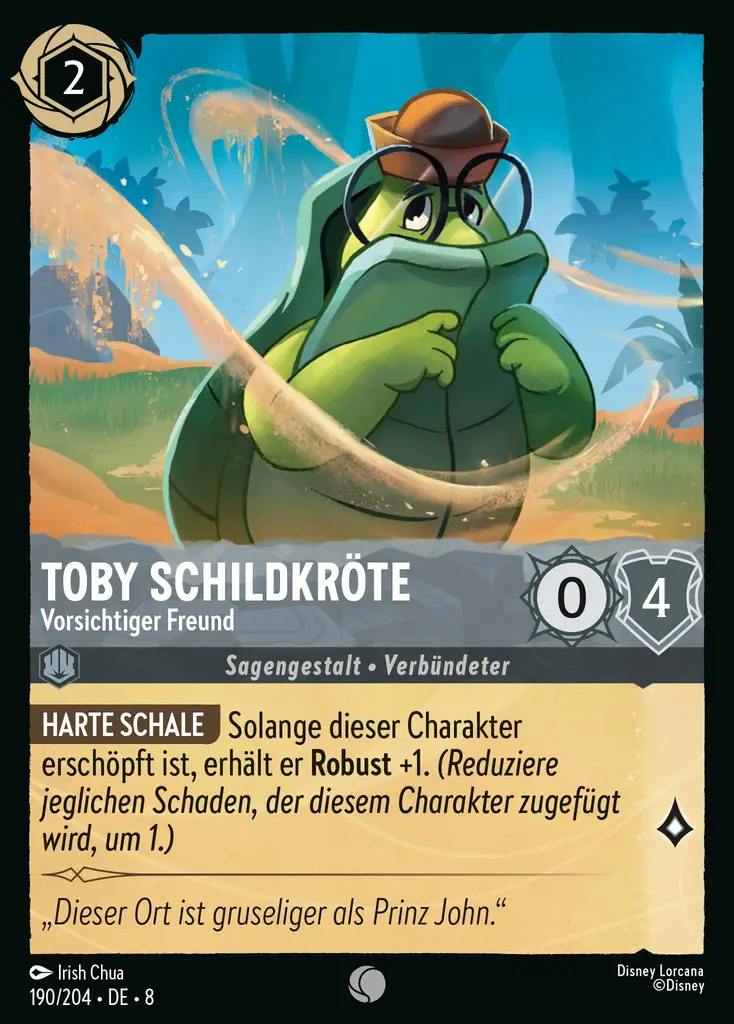 2
TOBY SCHILDKRÖTE
Vorsichtiger Freund
0
4
Sagengestalt • Verbündeter
HARTE SCHALE Solange dieser Charakter
erschöpft ist, erhält er Robust +1. (Reduziere
jeglichen Schaden, der diesem Charakter zugefügt
wird, um 1.)
„Dieser Ort ist gruseliger als Prinz John.“
Irish Chua
190/204 • DE • 8
Disney Lorcana
©Disney